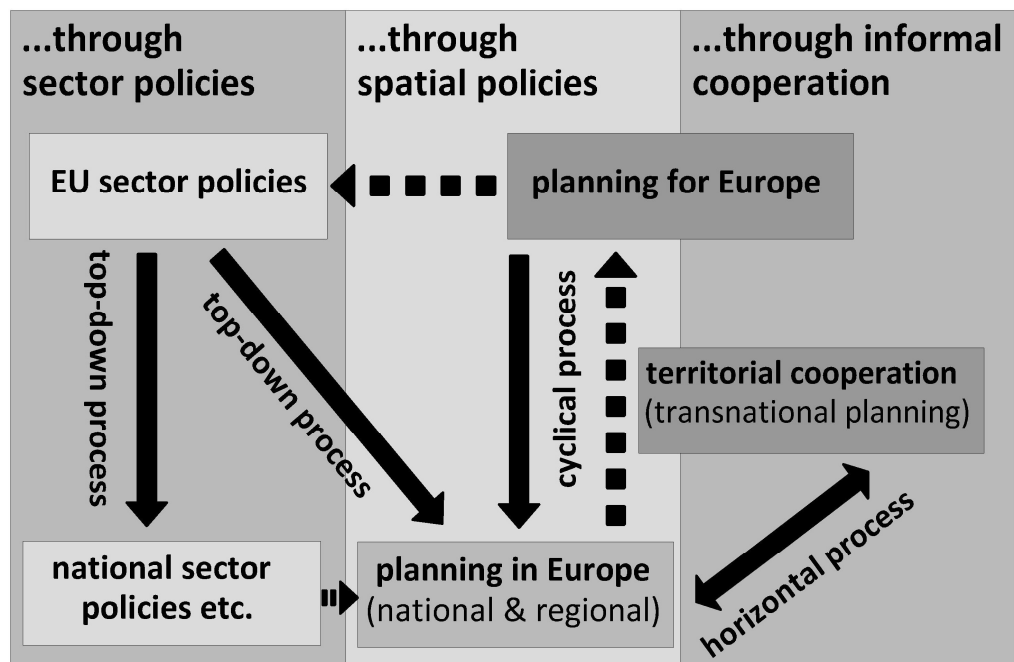 ...through
sector policies
...through
spatial policies
...through informal
cooperation
EU sector policies
planning for Europe
top-down process
top-down process
cyclical process
territorial cooperation
(transnational planning)
horizontal process
national sector
policies etc.
planning in Europe
(national & regional)